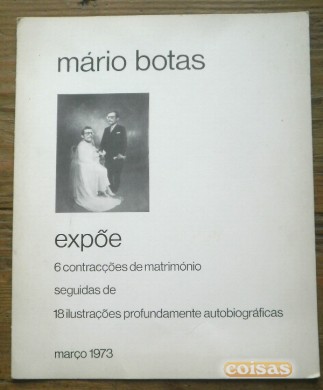 mário botas
expõe
6 contracções de matrimónio
seguidas de
18 ilustrações profundamente autobiográficas
março 1973
coisas